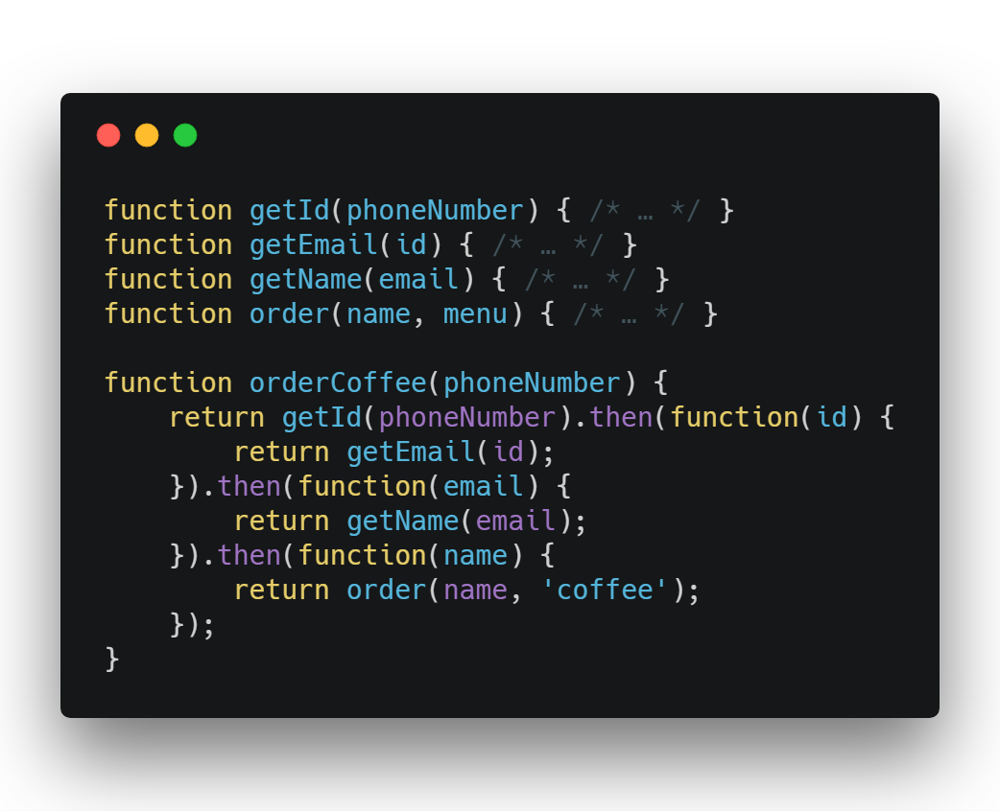 function getId(phoneNumber) { /* … */ }
function getEmail(id) { /* … */ }
function getName(email) { /* … */ }
function order(name, menu) { /* … */ }

function orderCoffee(phoneNumber) {
    return getId(phoneNumber).then(function(id) {
        return getEmail(id);
    }).then(function(email) {
        return getName(email);
    }).then(function(name) {
        return order(name, 'coffee');
    });
}